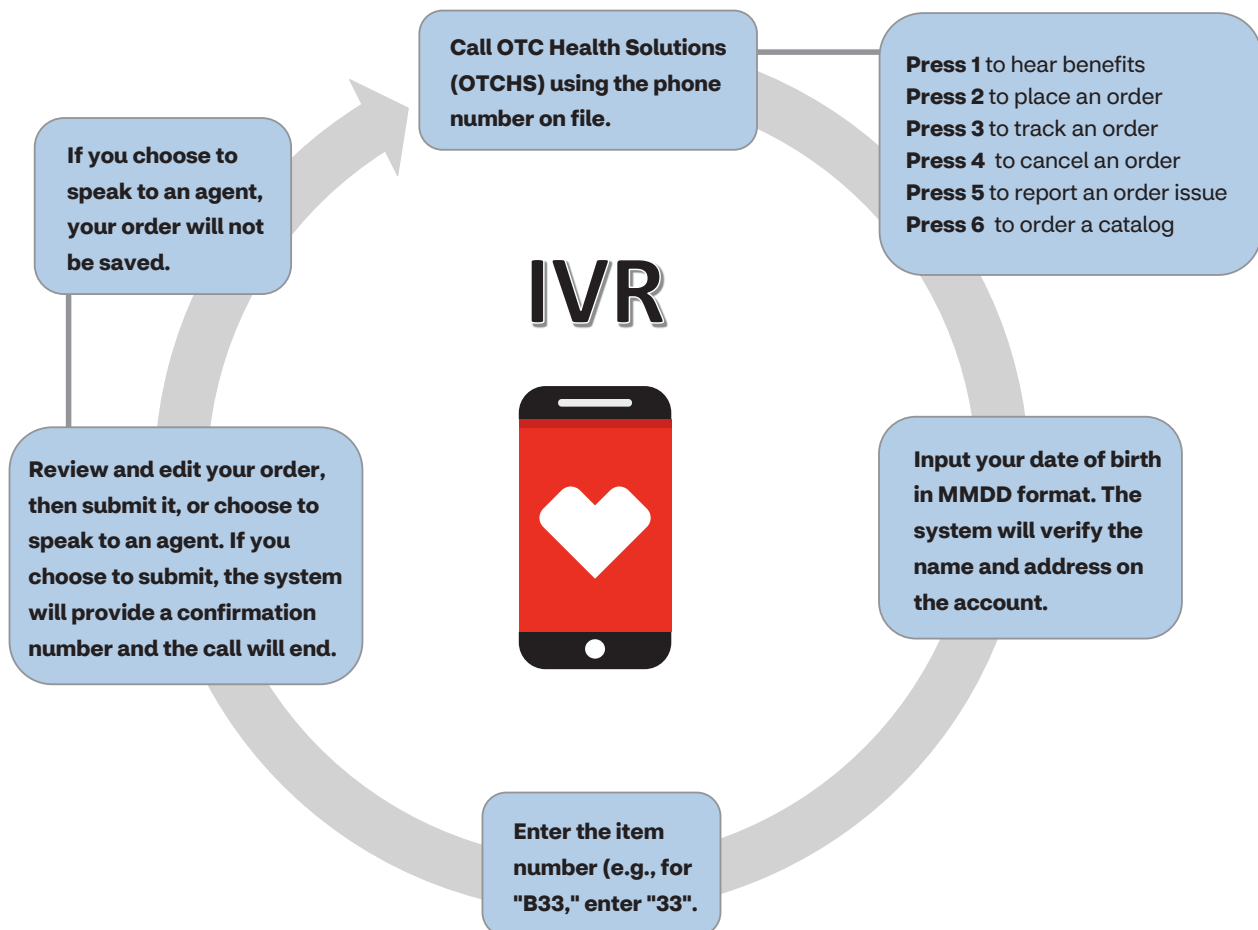 Call OTC Health Solutions
(OTCHS) using the phone
number on file.
Press 1 to hear benefits
Press 2 to place an order
Press 3 to track an order
Press 4 to cancel an order
Press 5 to report an order issue
Press 6 to order a catalog
If you choose to
speak to an agent,
your order will not
be saved.
IVR
Input your date of birth
in MMDD format. The
system will verify the
name and address on
the account.
Review and edit your order,
then submit it, or choose to
speak to an agent. If you
choose to submit, the system
will provide a confirmation
number and the call will end.
Enter the item
number (e.g., for
"B33," enter "33".